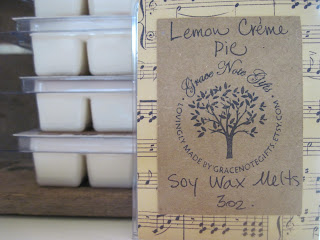 Lemon Crème
Pie
Grace Note Gifts
• LOVINGLY MADE BY GRACENOTEGIFTS.ETSY.COM •
Soy Wax Melts
3oz.